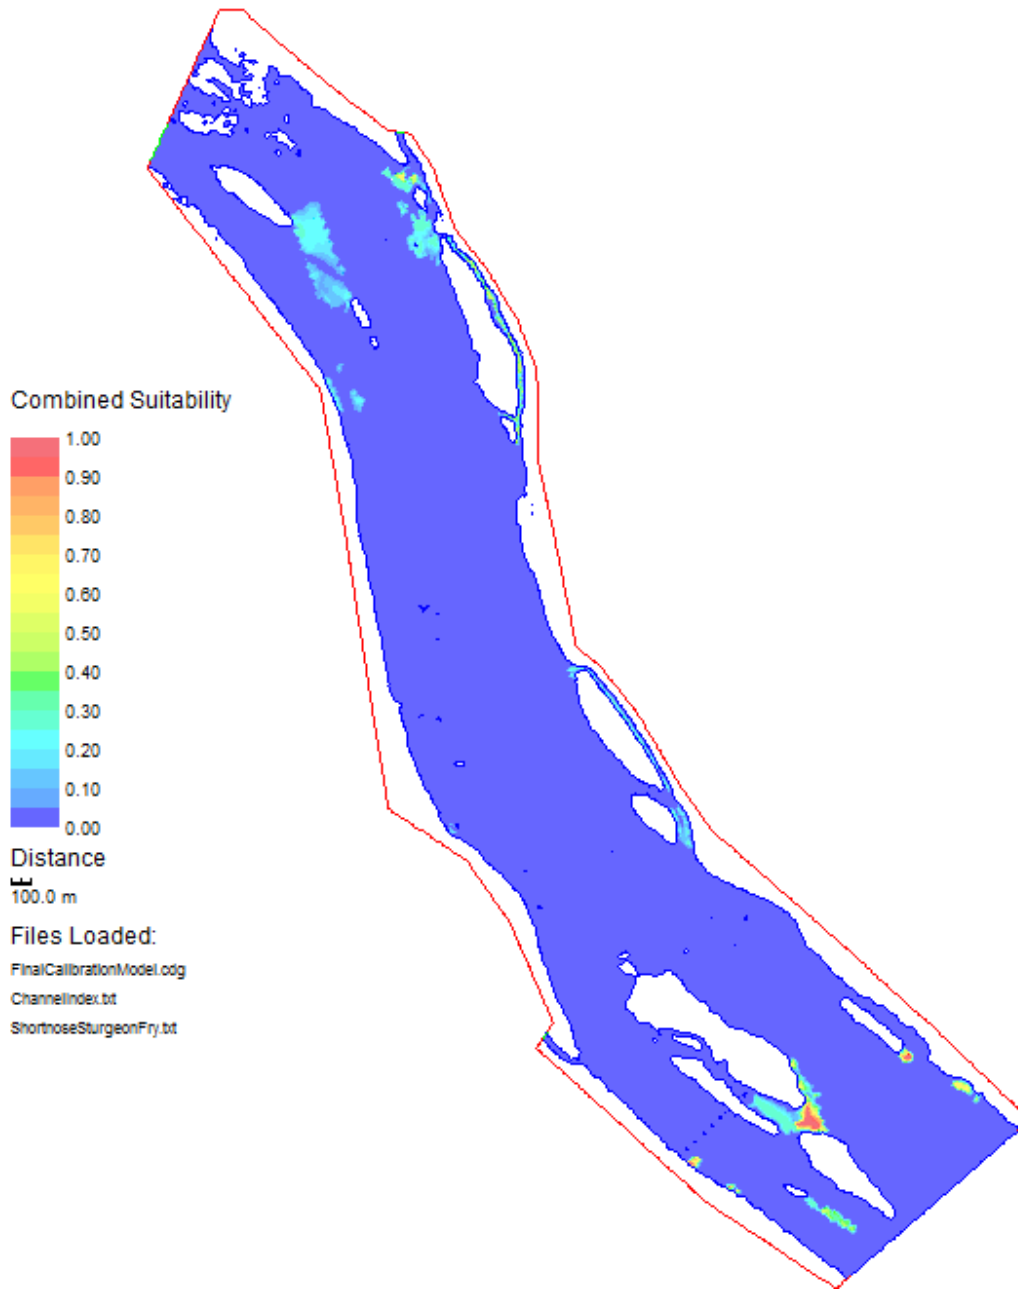 Combined Suitability
1.00
0.90
0.80
0.70
0.60
0.50
0.40
0.30
0.20
0.10
0.00
Distance
100.0 m
Files Loaded:
FinalCalibrationModel.cdg
ChannelIndex.txt
ShortnoseSturgeonFry.txt